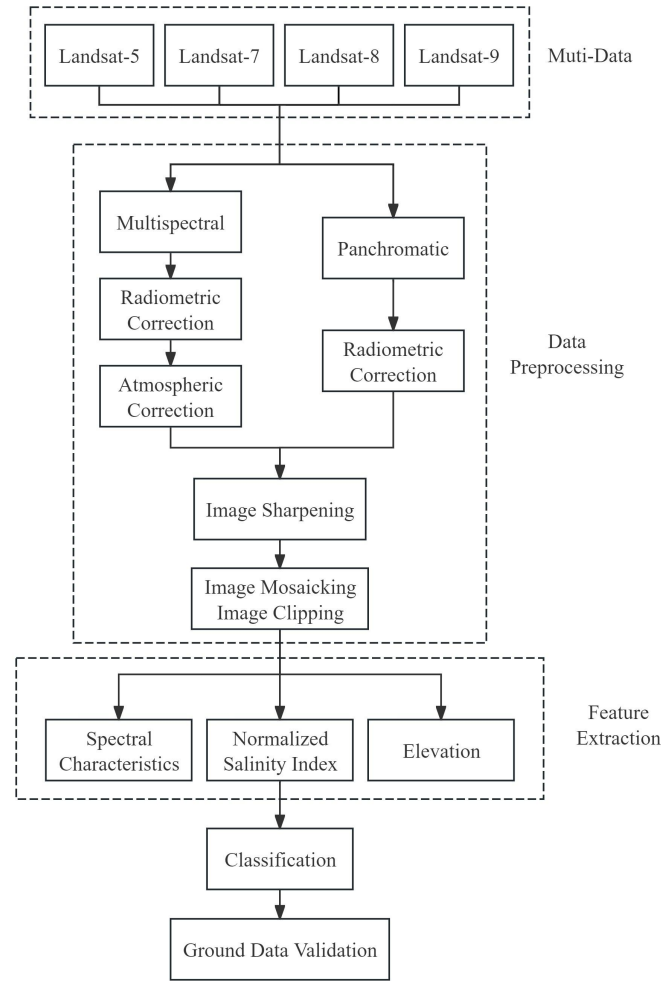 Landsat-5
Landsat-7
Landsat-8
Landsat-9
Muti-Data
Multispectral
Panchromatic
Radiometric
Correction
Radiometric
Correction
Data
Preprocessing
Atmospheric
Correction
Image Sharpening
Image Mosaicking
Image Clipping
Spectral
Characteristics
Normalized
Salinity Index
Elevation
Feature
Extraction
Classification
Ground Data Validation